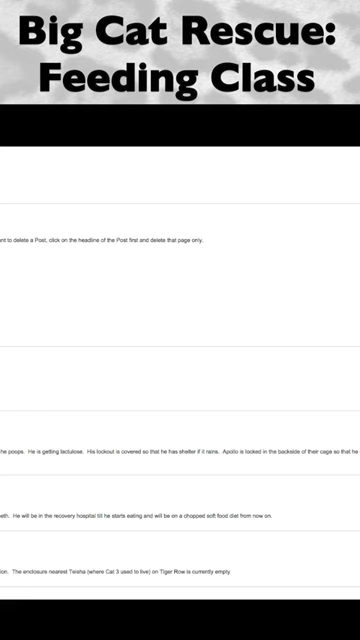 Big Cat Rescue:
Feeding Class
nt to delete a Post, click on the headline of the Post first and delete that page only.
he poops. He is getting lactulose. His lockout is covered so that he has shelter if it rains. Apollo is locked in the backside of their cage so that he
eth. He will be in the recovery hospital till he starts eating and will be on a chopped soft food diet from now on.
ion. The enclosure nearest Teisha (where Cat 3 used to live) on Tiger Row is currently empty